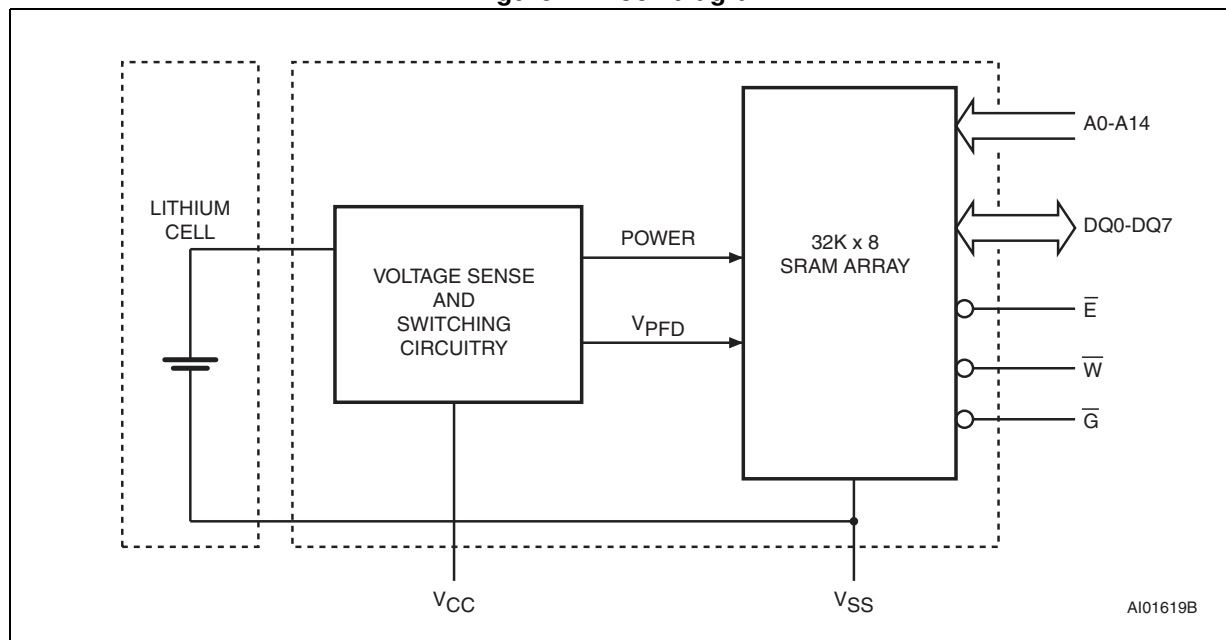 LITHIUM
CELL
VOLTAGE SENSE
AND
SWITCHING
CIRCUITRY
POWER
VPFD
32K x 8
SRAM ARRAY
A0-A14
DQ0-DQ7
E̅
W̅
G̅
VCC
VSS
AI01619B